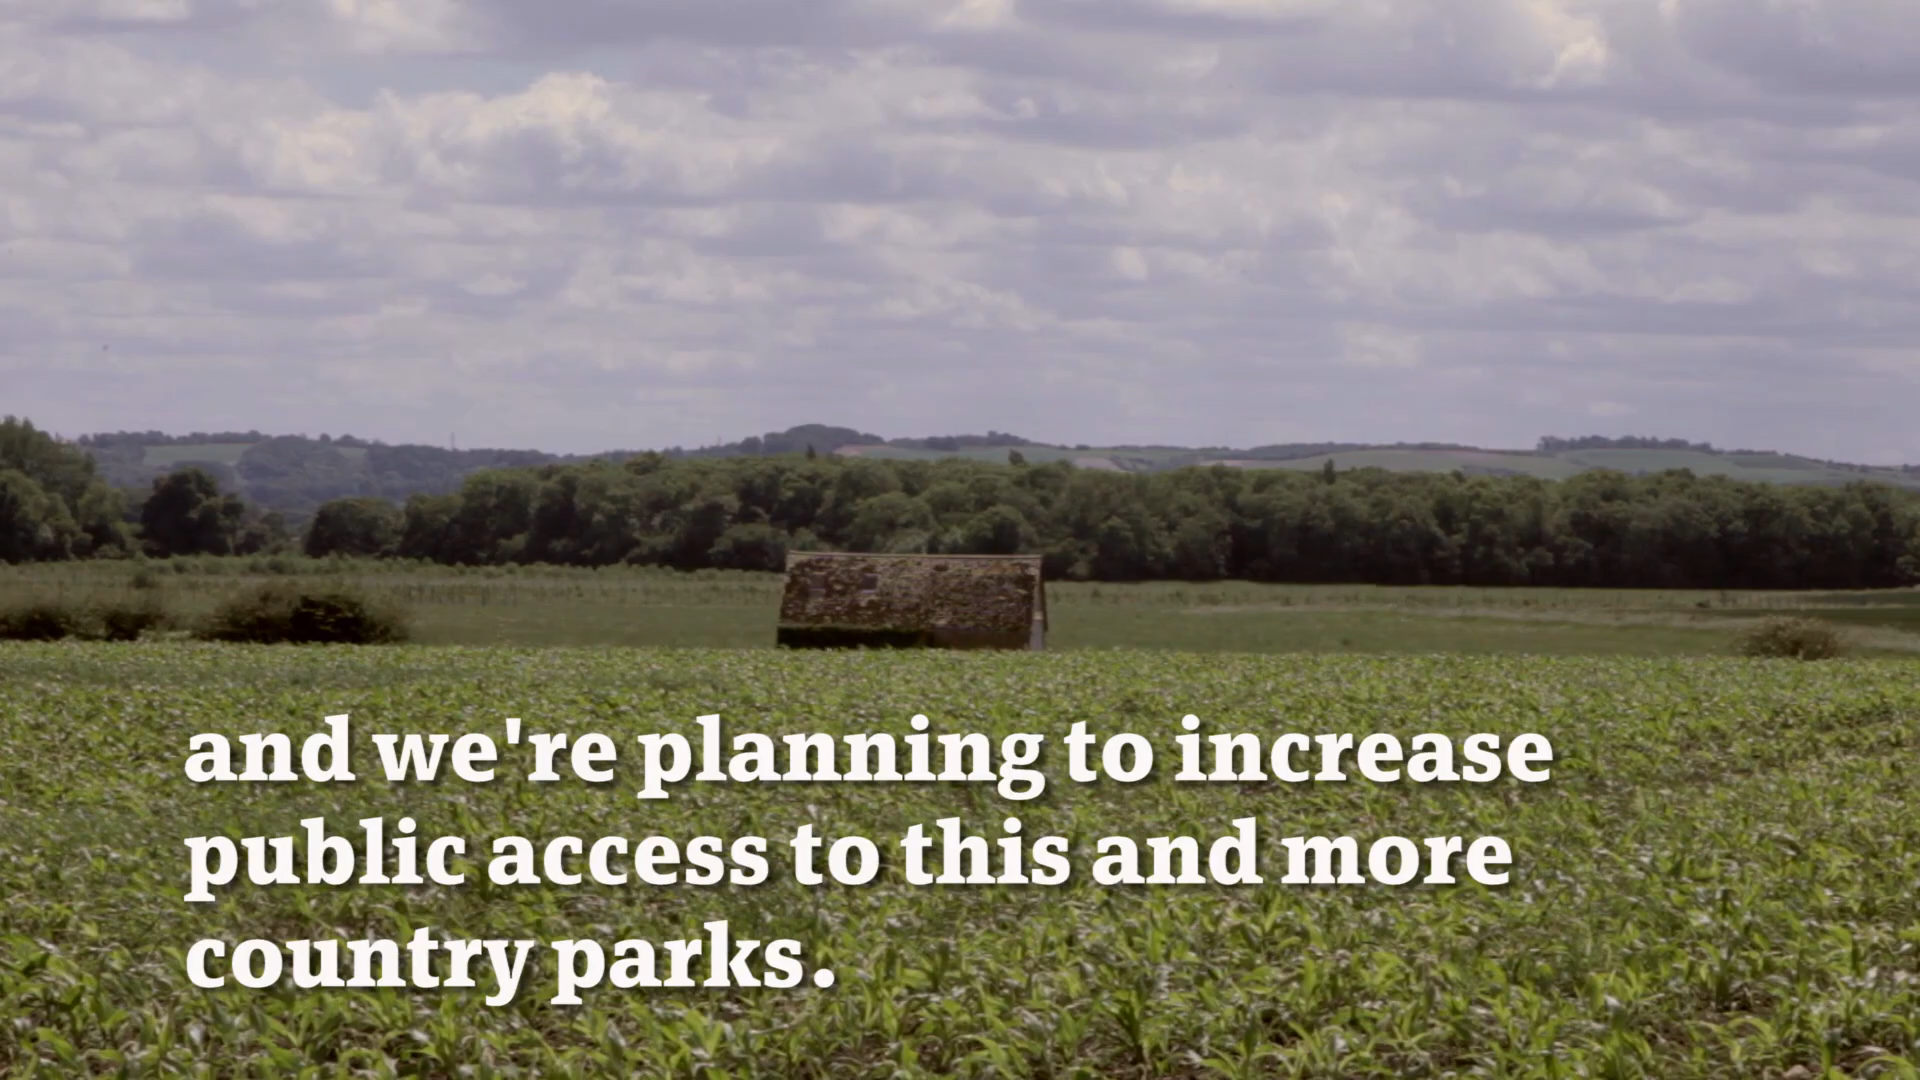 and we're planning to increase
public access to this and more
country parks.